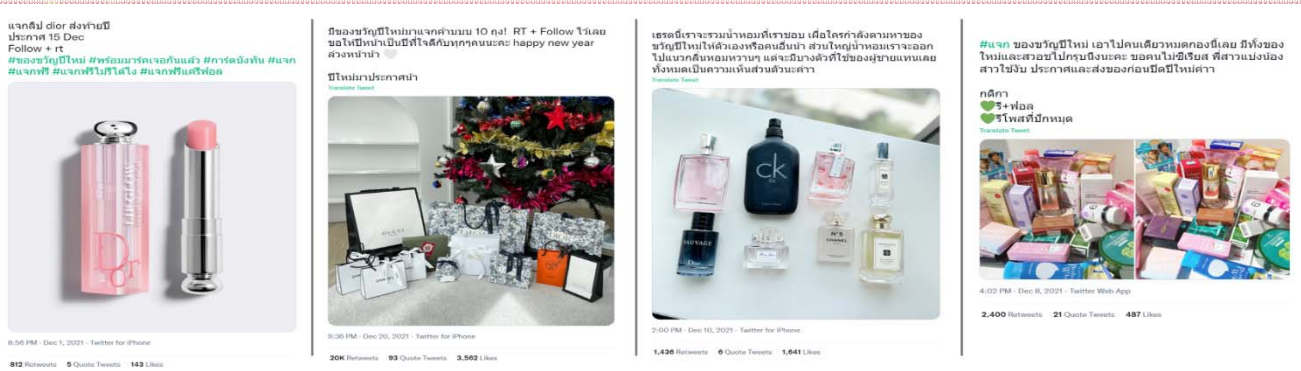 แจกลิป dior ส่งท้ายปี
ประกาศ 15 Dec
Follow + rt
#ของขวัญปีใหม่ #พร้อมมาร์คเจอกันแล้ว #การ์ดบังทัน #แจก
#แจกฟรี #แจกฟรีไม่รีได้ไง #แจกฟรีแค่ฟอล
Dior
8:56 PM · Dec 1, 2021 · Twitter for iPhone
812 Retweets 5 Quote Tweets 143 Likes
มีของขวัญปีใหม่มาแจกค้าบบบ 10 ถุง! RT + Follow ไว้เลย
ขอให้ปีหน้าเป็นปีที่ใจดีกับทุกๆคนนะคะ happy new year
ล่วงหน้าน้า 🤍
ปีใหม่มาประกาศน้า
Translate Tweet
GUCCI
DIOR
9:36 PM · Dec 20, 2021 · Twitter for iPhone
20K Retweets 93 Quote Tweets 3,562 Likes
เธรดนี้เราจะรวมน้ำหอมที่เราชอบ เผื่อใครกำลังตามหาของ
ขวัญปีใหม่ให้ตัวเองหรือคนอื่นน้า ส่วนใหญ่น้ำหอมเราจะออก
ไปแนวกลิ่นหอมหวานๆ แต่จะมีบางตัวที่ใช้ของผู้ชายแทนเลย
ทั้งหมดเป็นความเห็นส่วนตัวนะค่าา
Translate Tweet
ck
be
SAUVAGE
Dior
N°5
CHANEL
2:00 PM · Dec 10, 2021 · Twitter for iPhone
1,436 Retweets 6 Quote Tweets 1,641 Likes
#แจก ของขวัญปีใหม่ เอาไปคนเดียวหมดกองนี้เลย มีทั้งของ
ใหม่และสวอชไปกรุบนึงนะคะ ขอคนไม่ซีเรียส พี่สาวแบ่งน้อง
สาวใช้งับ ประกาศและส่งของก่อนปิดปีใหม่ค่าา
กติกา
💚รี+ฟอล
💚รีโพสที่ปักหมุด
Translate Tweet
4:02 PM · Dec 8, 2021 · Twitter Web App
2,400 Retweets 21 Quote Tweets 487 Likes